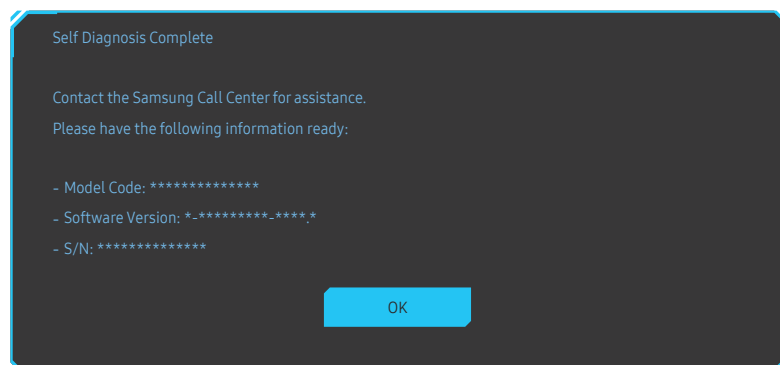 Self Diagnosis Complete
Contact the Samsung Call Center for assistance.
Please have the following information ready:
- Model Code: **************
- Software Version: *-*********-****.*
- S/N: **************
OK